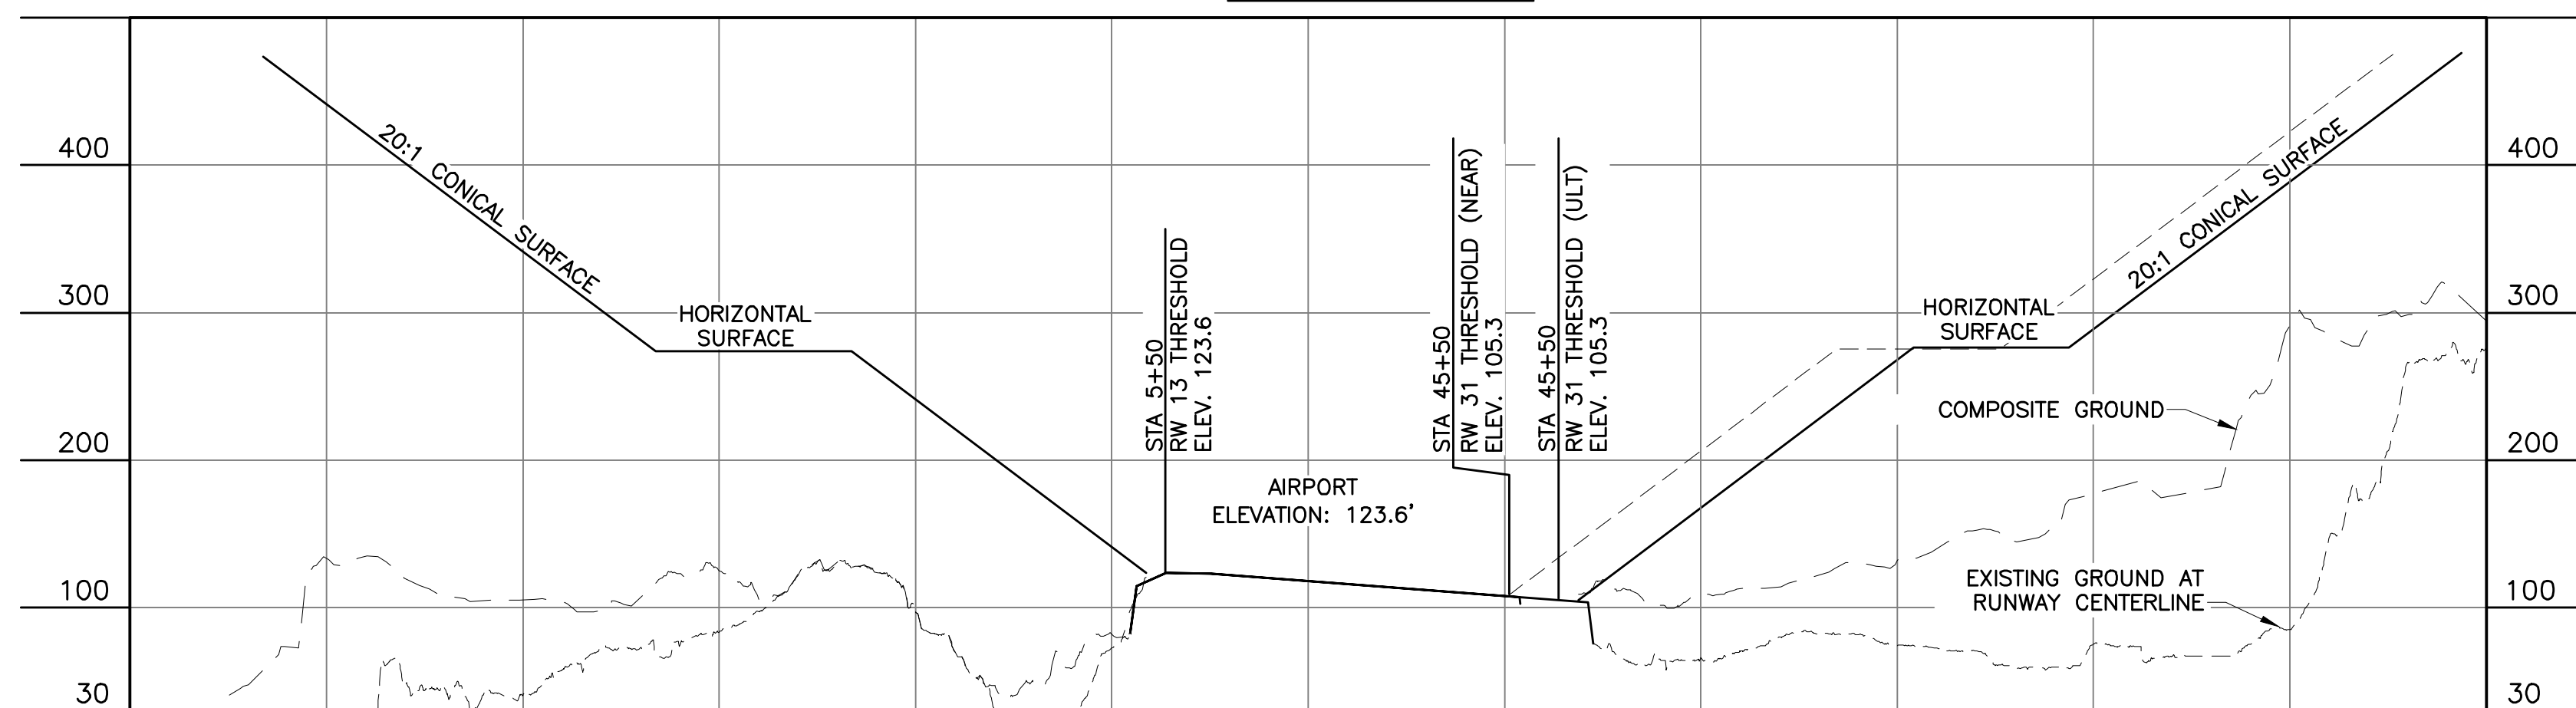 400
300
200
100
30
20:1 CONICAL SURFACE
HORIZONTAL
SURFACE
STA 5+50
RW 13 THRESHOLD
ELEV. 123.6
AIRPORT
ELEVATION: 123.6'
STA 45+50
RW 31 THRESHOLD (NEAR)
ELEV. 105.3
STA 45+50
RW 31 THRESHOLD (ULT)
ELEV. 105.3
HORIZONTAL
SURFACE
20:1 CONICAL SURFACE
COMPOSITE GROUND
EXISTING GROUND AT
RUNWAY CENTERLINE
400
300
200
100
30